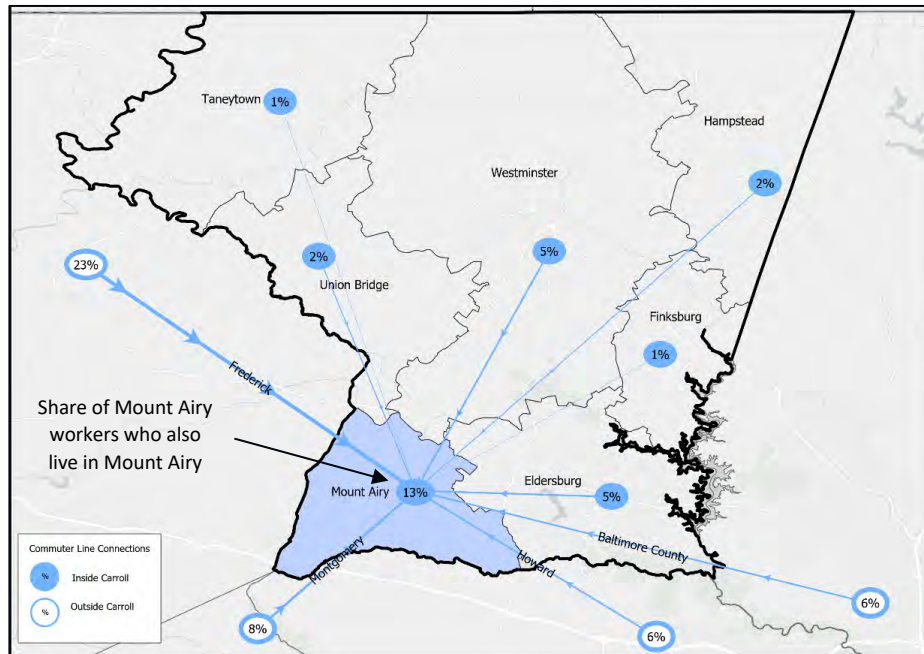 1%
Taneytown
Hampstead
Westminster
2%
5%
2%
23%
Union Bridge
Finksburg
1%
Frederick
Share of Mount Airy
workers who also
live in Mount Airy
Mount Airy
13%
Eldersburg
5%
Baltimore County
Howard
Montgomery
Commuter Line Connections
% Inside Carroll
% Outside Carroll
8%
6%
6%